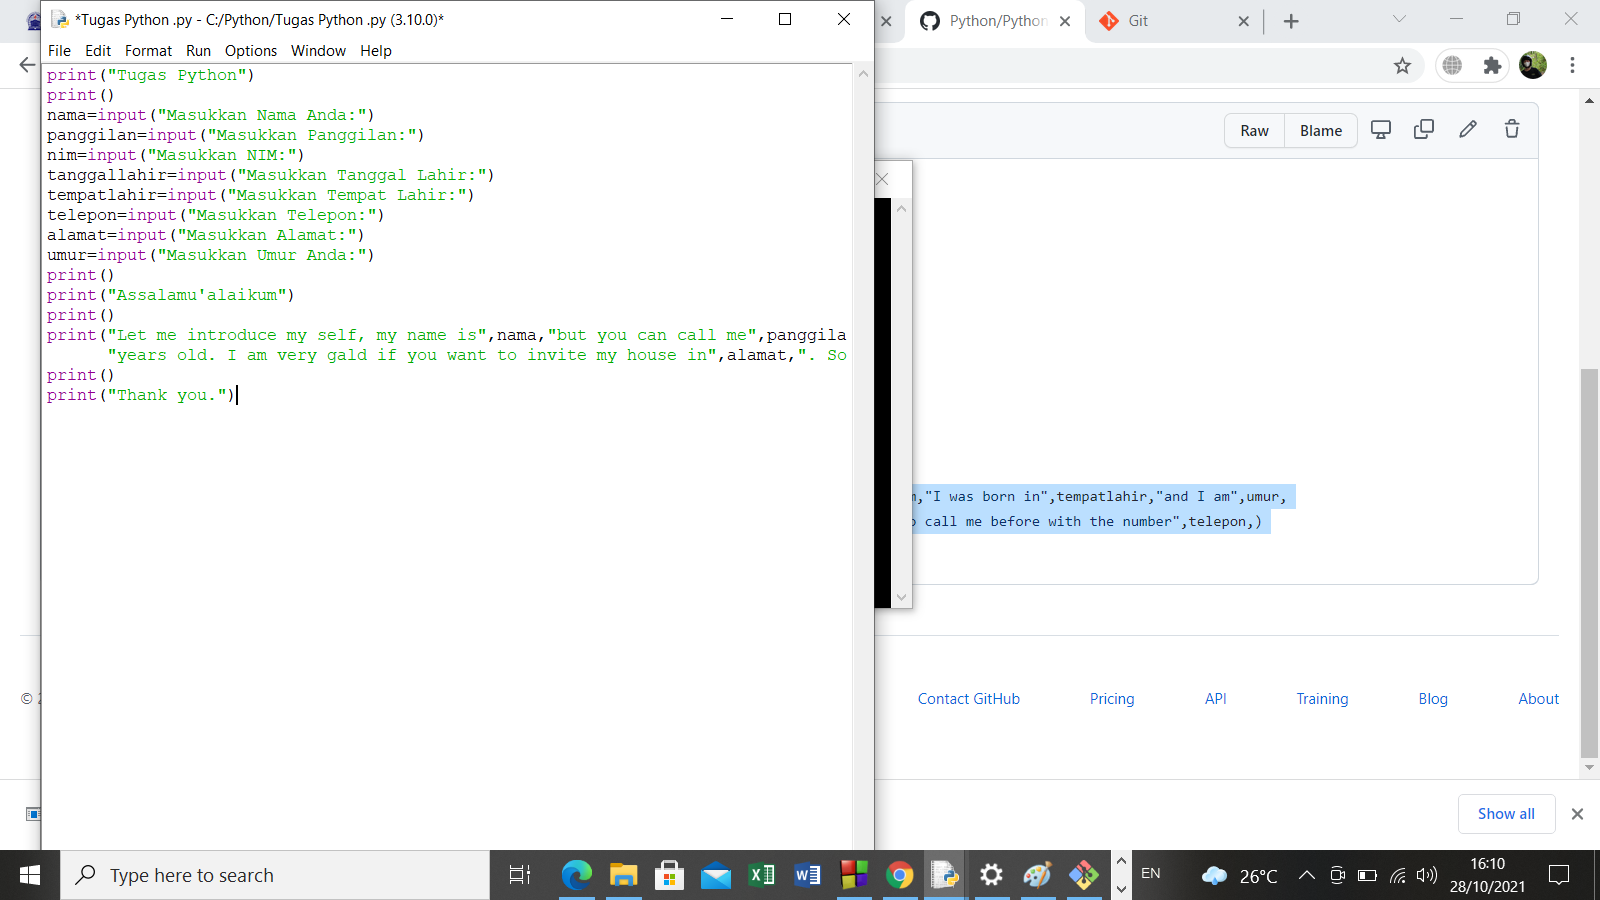 *Tugas Python .py - C:/Python/Tugas Python .py (3.10.0)*
Python/Python
Git
File Edit Format Run Options Window Help
print("Tugas Python")
print()
nama=input("Masukkan Nama Anda:")
panggilan=input("Masukkan Panggilan:")
nim=input("Masukkan NIM:")
tanggallahir=input("Masukkan Tanggal Lahir:")
tempatlahir=input("Masukkan Tempat Lahir:")
telepon=input("Masukkan Telepon:")
alamat=input("Masukkan Alamat:")
umur=input("Masukkan Umur Anda:")
print()
print("Assalamu'alaikum")
print()
print("Let me introduce my self, my name is",nama,"but you can call me",panggila
"years old. I am very gald if you want to invite my house in",alamat,". So
print()
print("Thank you.")
Raw Blame
,"I was born in",tempatlahir,"and I am",umur,
call me before with the number",telepon,)
©
Contact GitHub Pricing API Training Blog About
Show all
Type here to search
EN
26°C
16:10
28/10/2021